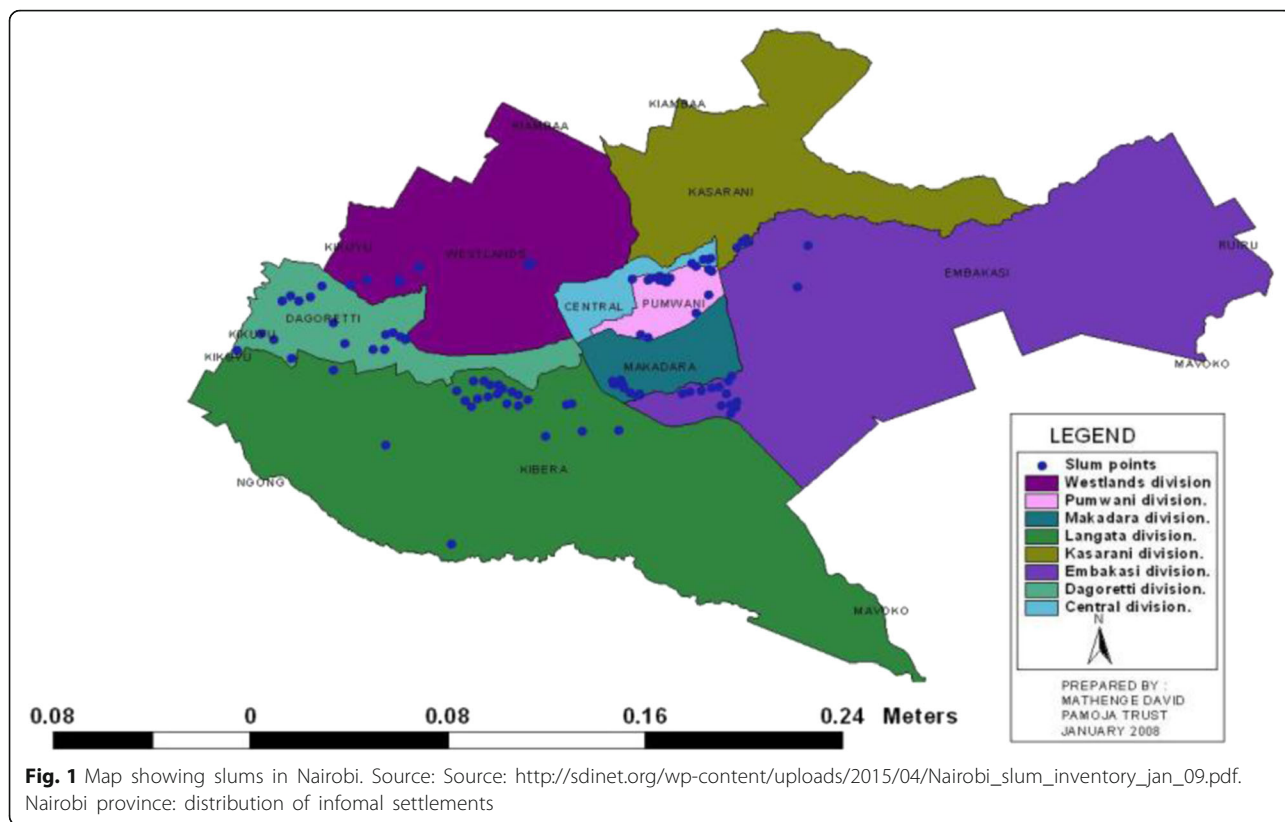 KIAMBAA
KIAMBAA
KASARANI
KIKUYU
WESTLANDS
RUIRU
EMBAKASI
CENTRAL
PUMWANI
DAGORETTI
KIKUYU
KIKUYU
MAKADARA
MAVOKO
KIBERA
NGONG
MAVOKO
LEGEND
Slum points
Westlands division
Pumwani division.
Makadara division.
Langata division.
Kasarani division.
Embakasi division.
Dagoretti division.
Central division.
N
PREPARED BY :
MATHENGE DAVID
PAMOJA TRUST
JANUARY 2008
0.08 0 0.08 0.16 0.24 Meters
Fig. 1 Map showing slums in Nairobi. Source: Source: http://sdinet.org/wp-content/uploads/2015/04/Nairobi_slum_inventory_jan_09.pdf.
Nairobi province: distribution of infomal settlements